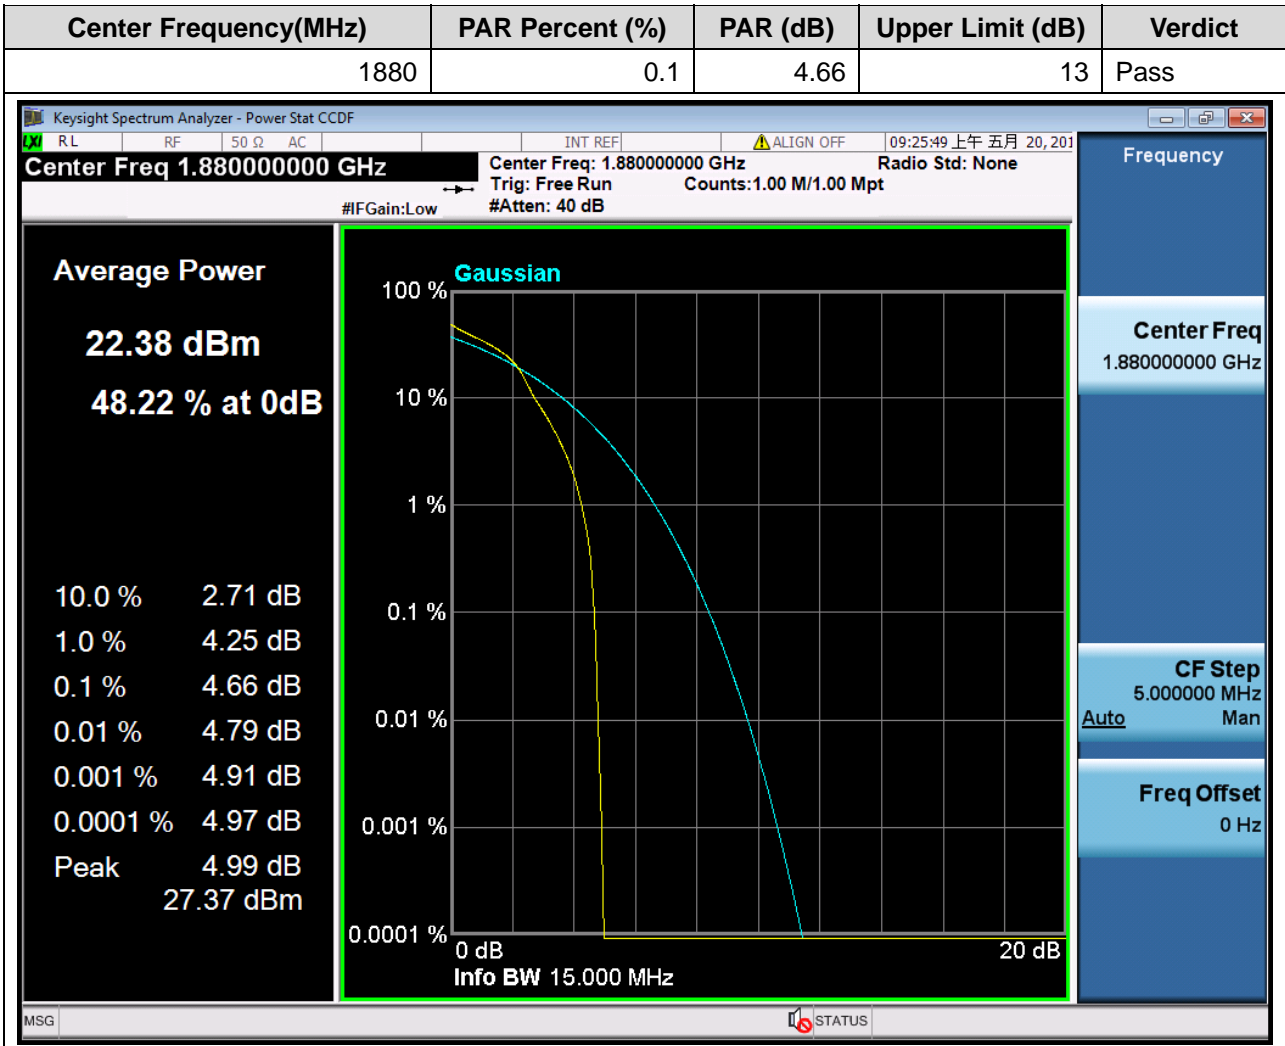 Center Frequency(MHz) PAR Percent (%) PAR (dB) Upper Limit (dB) Verdict
1880 0.1 4.66 13 Pass
Keysight Spectrum Analyzer - Power Stat CCDF
LXI RL RF 50 Ω AC INT REF ALIGN OFF 09:25:49 上午 五月 20, 201
Center Freq 1.880000000 GHz
Center Freq: 1.880000000 GHz Radio Std: None
Trig: Free Run Counts:1.00 M/1.00 Mpt
#IFGain:Low #Atten: 40 dB
Average Power
22.38 dBm
48.22 % at 0dB
10.0 % 2.71 dB
1.0 % 4.25 dB
0.1 % 4.66 dB
0.01 % 4.79 dB
0.001 % 4.91 dB
0.0001 % 4.97 dB
Peak 4.99 dB
27.37 dBm
Gaussian
100 %
10 %
1 %
0.1 %
0.01 %
0.001 %
0.0001 %
0 dB 20 dB
Info BW 15.000 MHz
Frequency
Center Freq
1.880000000 GHz
CF Step
5.000000 MHz
Auto Man
Freq Offset
0 Hz
MSG STATUS